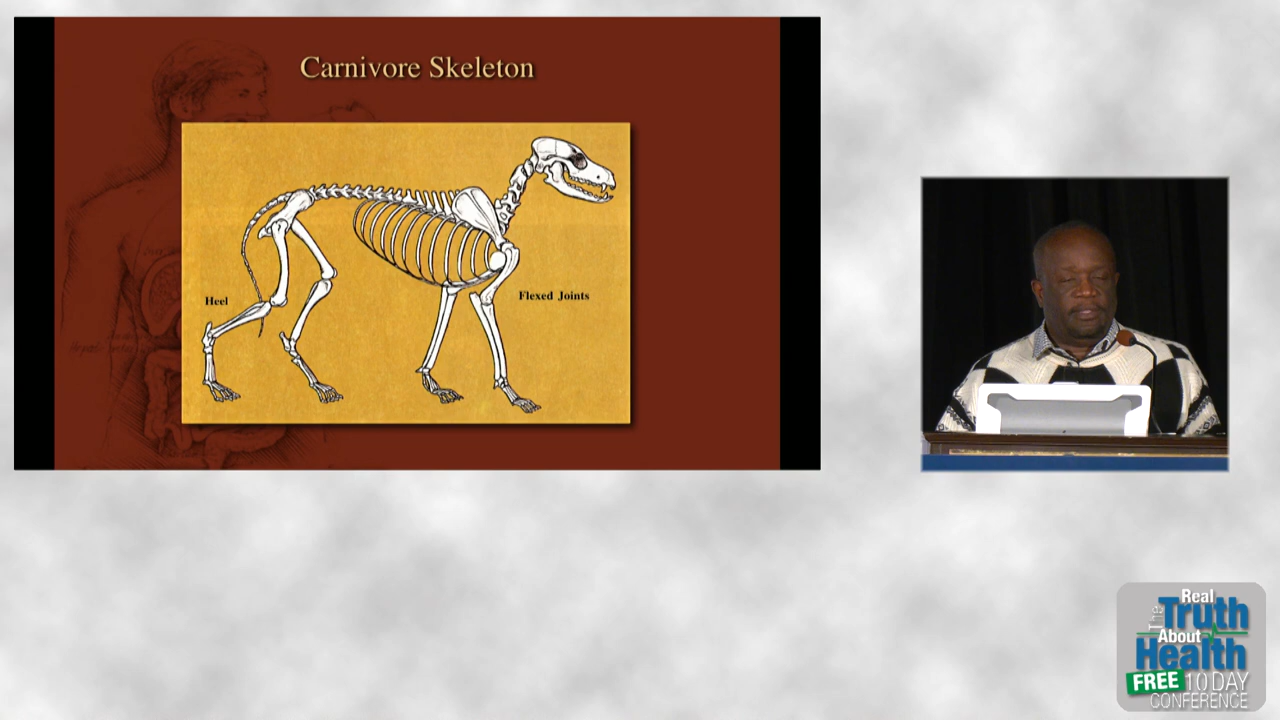 Carnivore Skeleton
Heel
Flexed Joints
The Real
Truth
About
Health
FREE 10 DAY
CONFERENCE